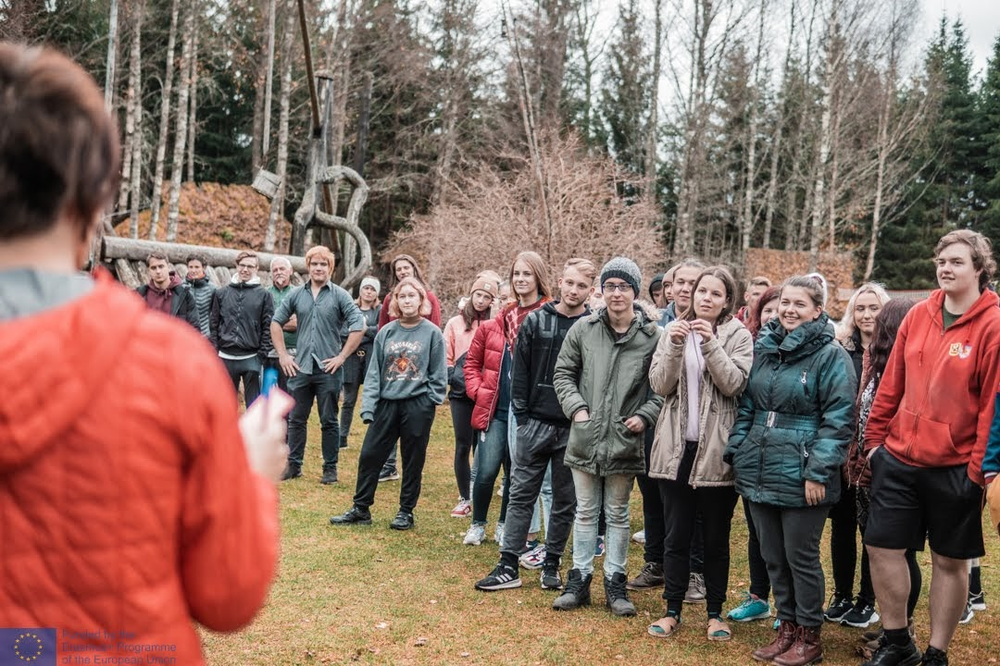 Funded by the
Erasmus+ Programme
of the European Union